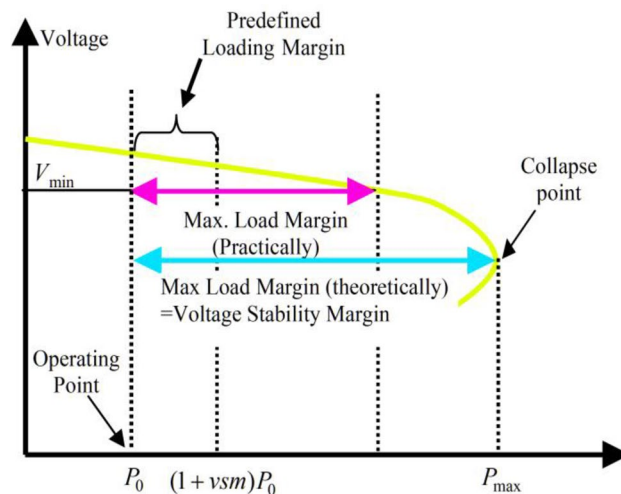 Predefined
Loading Margin
Voltage
V_min
Collapse
point
Max. Load Margin
(Practically)
Max Load Margin (theoretically)
=Voltage Stability Margin
Operating
Point
P_0
(1+vsm)P_0
P_max